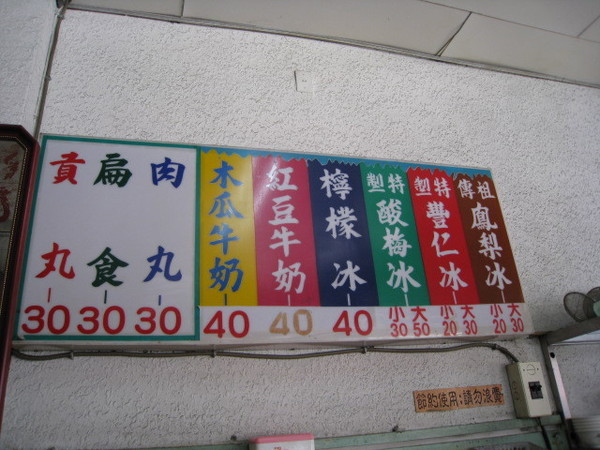 祖傳鳳梨冰
小20 大30
特製豐仁冰
小20 大30
特製酸梅冰
小30 大50
檸檬冰
40
紅豆牛奶
40
木瓜牛奶
40
肉丸
30
扁食
30
貢丸
30
節約使用：請勿浪費